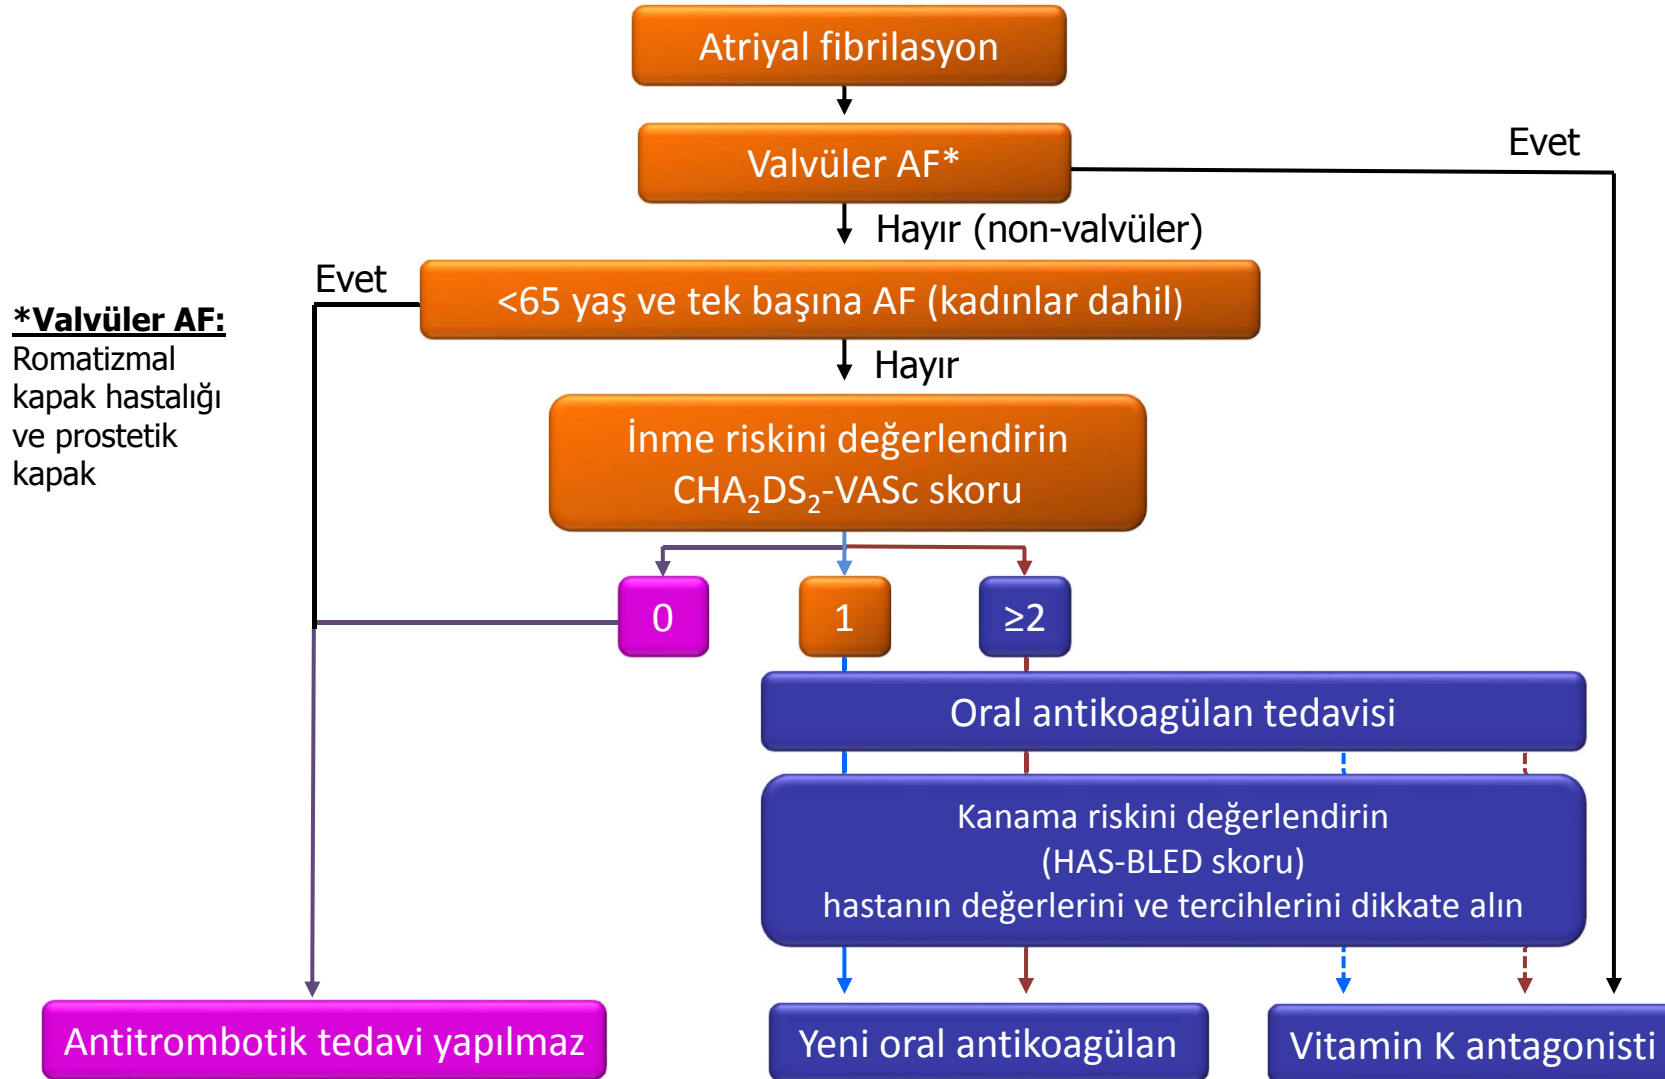 Atriyal fibrilasyon
Valvüler AF*
Evet
Hayır (non-valvüler)
Evet
<65 yaş ve tek başına AF (kadınlar dahil)
*Valvüler AF:
Romatizmal
kapak hastalığı
ve prostetik
kapak
Hayır
İnme riskini değerlendirin
CHA₂DS₂-VASc skoru
0
1
≥2
Oral antikoagülan tedavisi
Kanama riskini değerlendirin
(HAS-BLED skoru)
hastanın değerlerini ve tercihlerini dikkate alın
Antitrombotik tedavi yapılmaz
Yeni oral antikoagülan
Vitamin K antagonisti